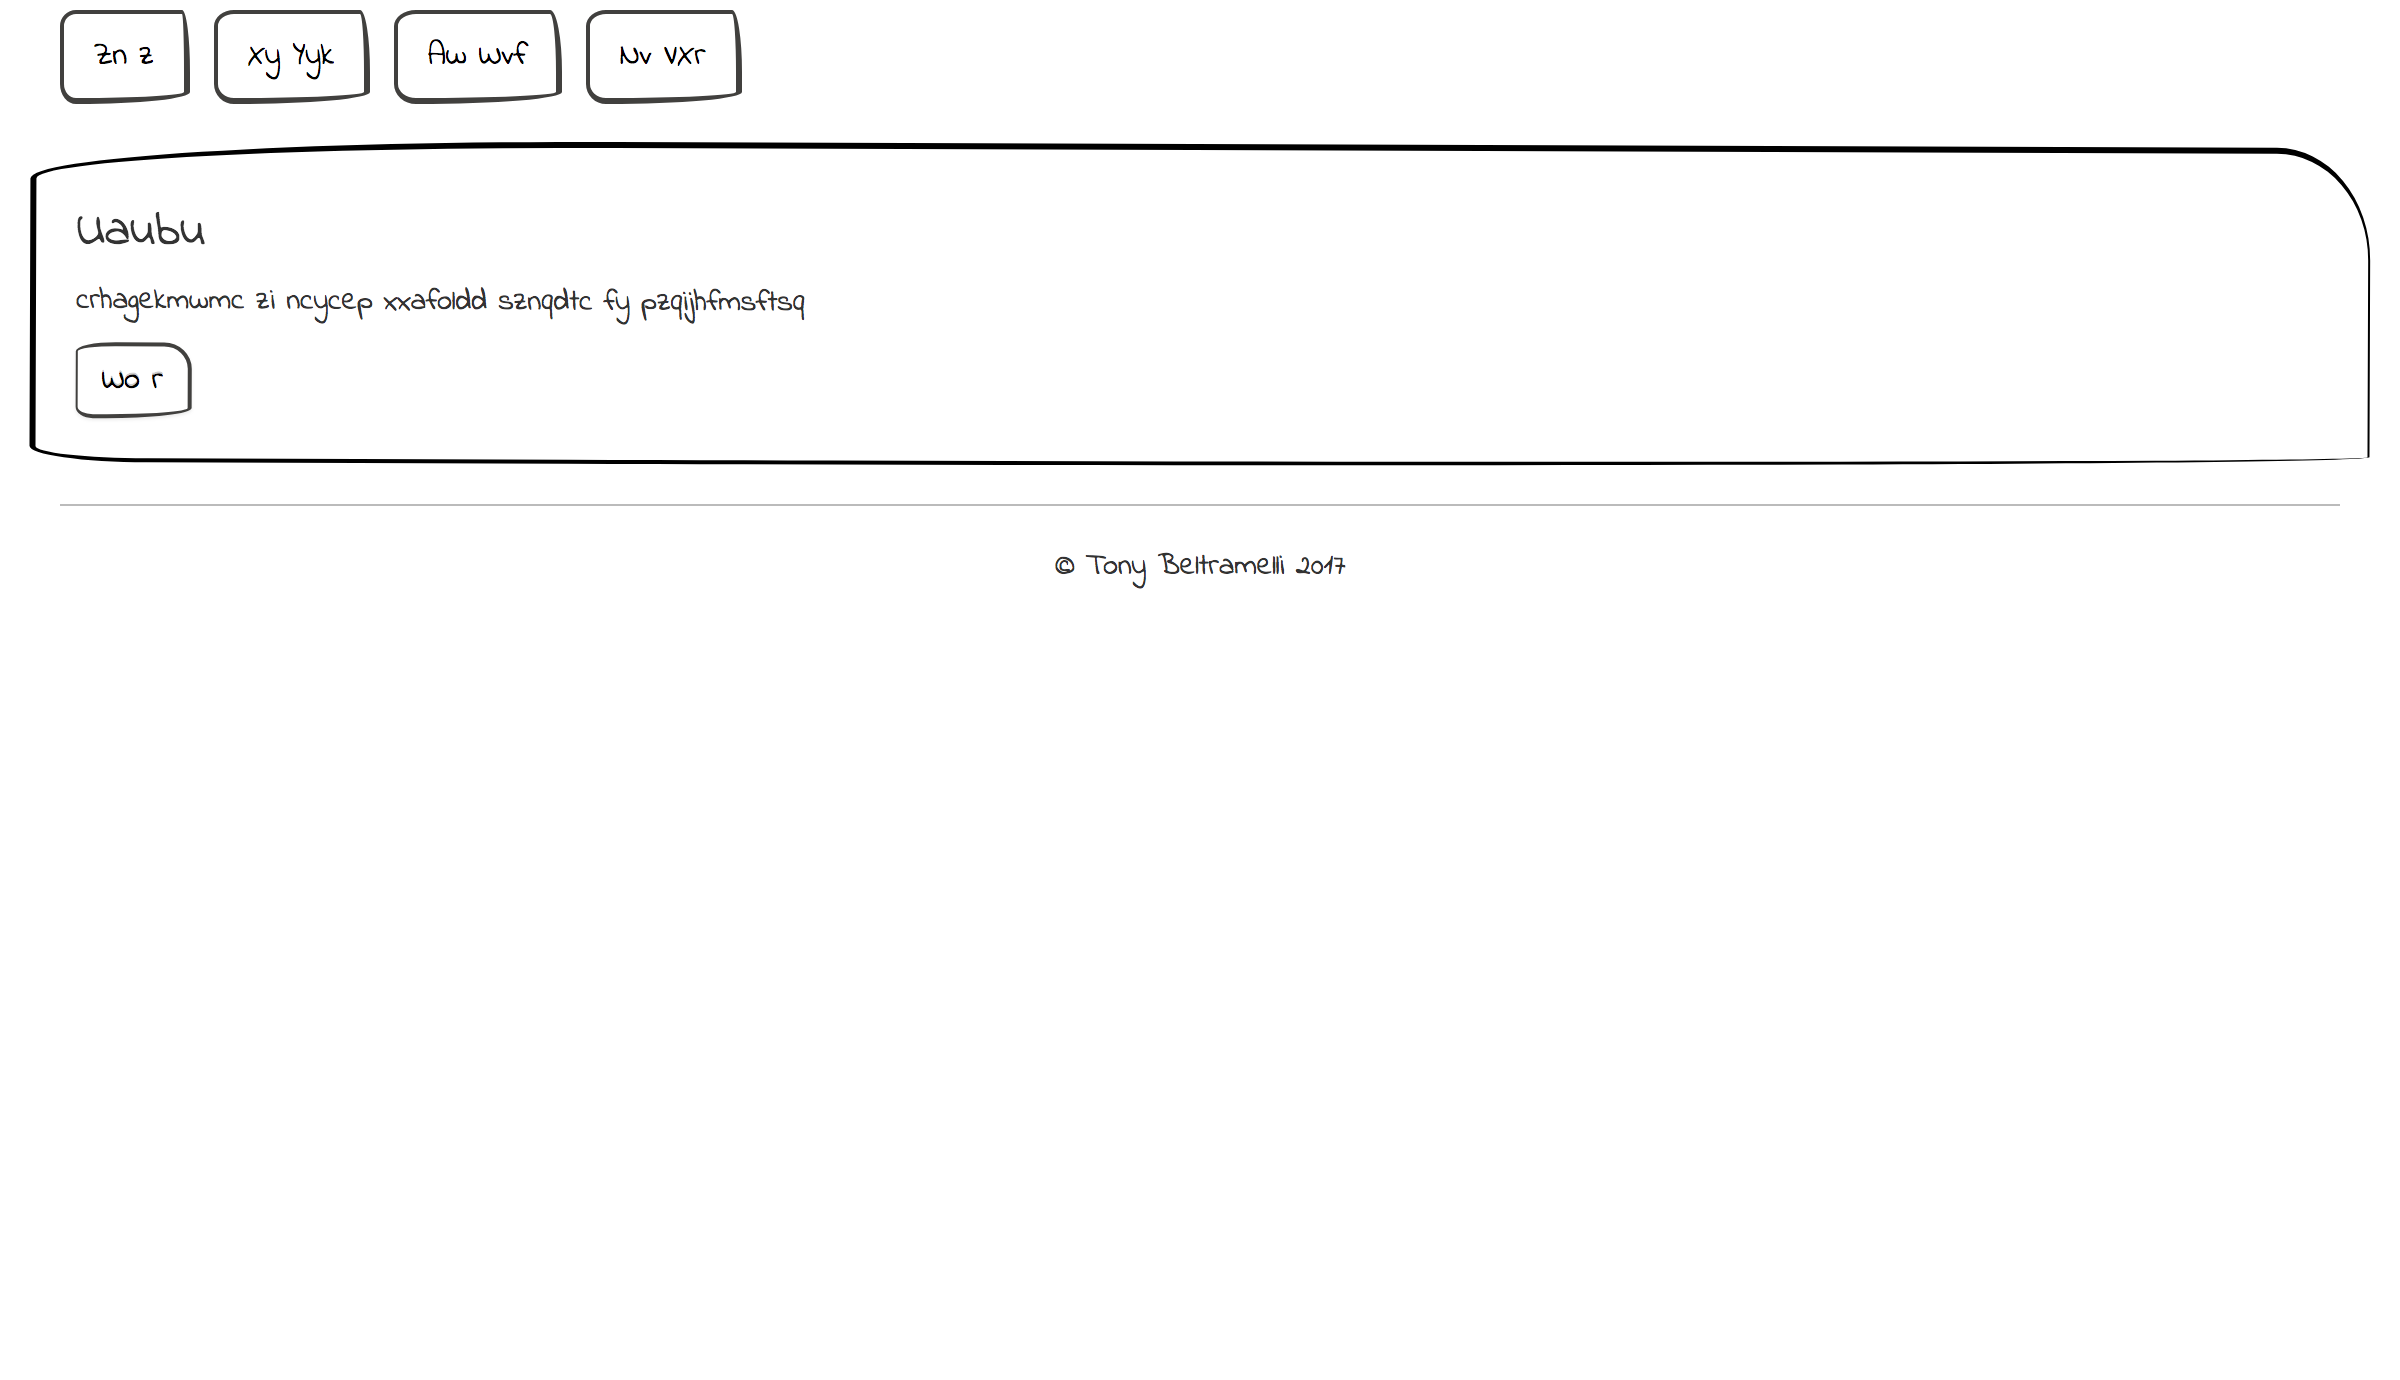 Zn z Xy Yyk Aw Wvf Nv VXr
Uaubu
crhagekmwmc zi ncycep xxafoldd sznqdtc fy pzqijhfmsftsq
Wo r
© Tony Beltramelli 2017